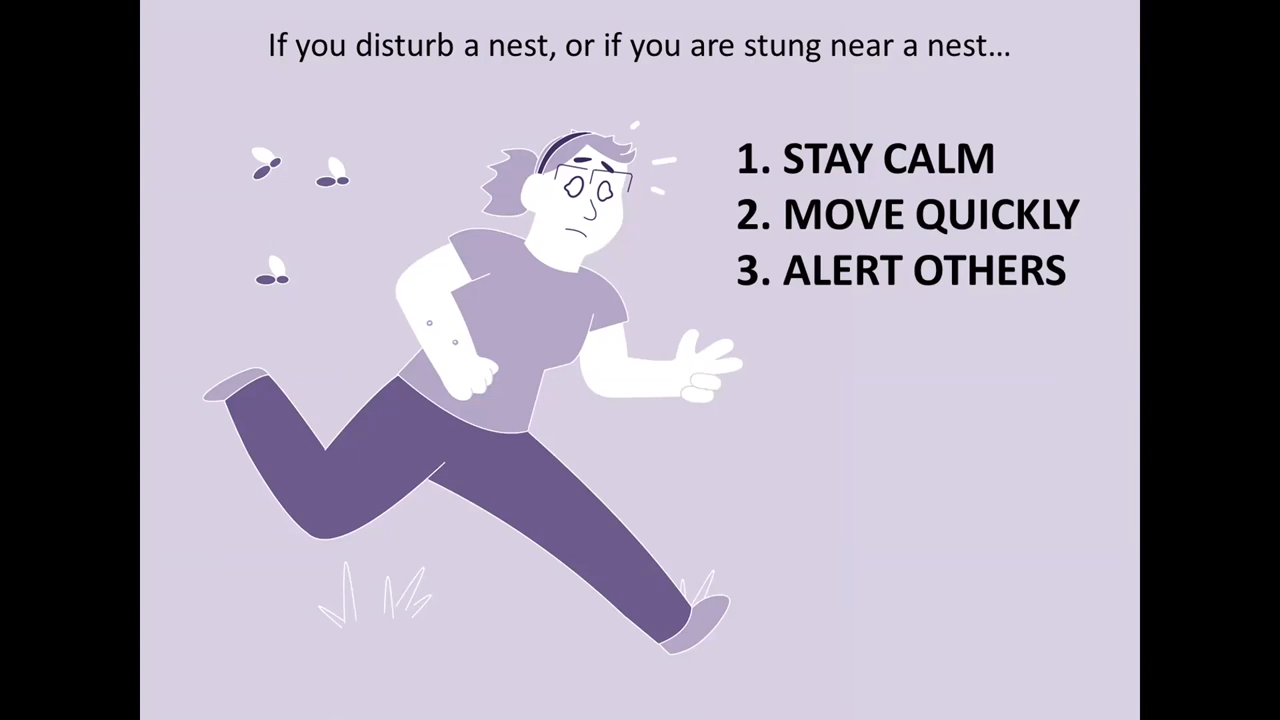 If you disturb a nest, or if you are stung near a nest…
1. STAY CALM
2. MOVE QUICKLY
3. ALERT OTHERS